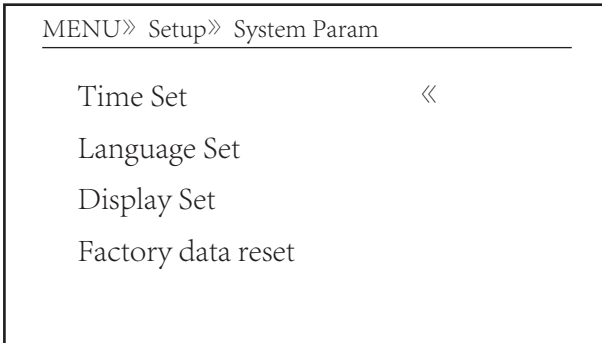 MENU》 Setup》 System Param
Time Set 《
Language Set
Display Set
Factory data reset